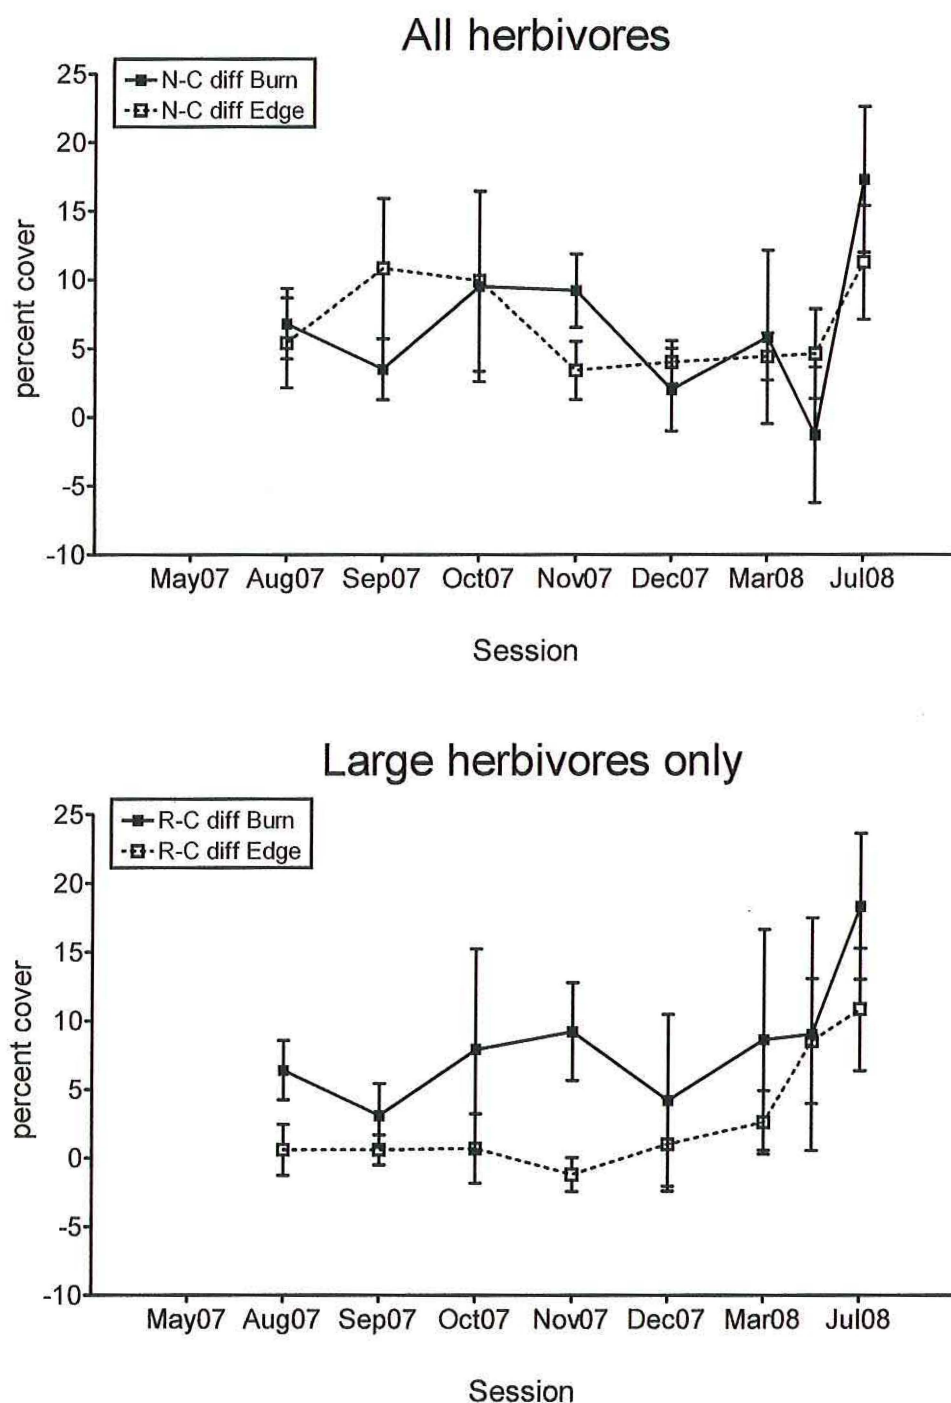 All herbivores
N-C diff Burn
N-C diff Edge
25
20
15
10
5
0
-5
-10
percent cover
May07 Aug07 Sep07 Oct07 Nov07 Dec07 Mar08 Jul08
Session
Large herbivores only
R-C diff Burn
R-C diff Edge
25
20
15
10
5
0
-5
-10
percent cover
May07 Aug07 Sep07 Oct07 Nov07 Dec07 Mar08 Jul08
Session